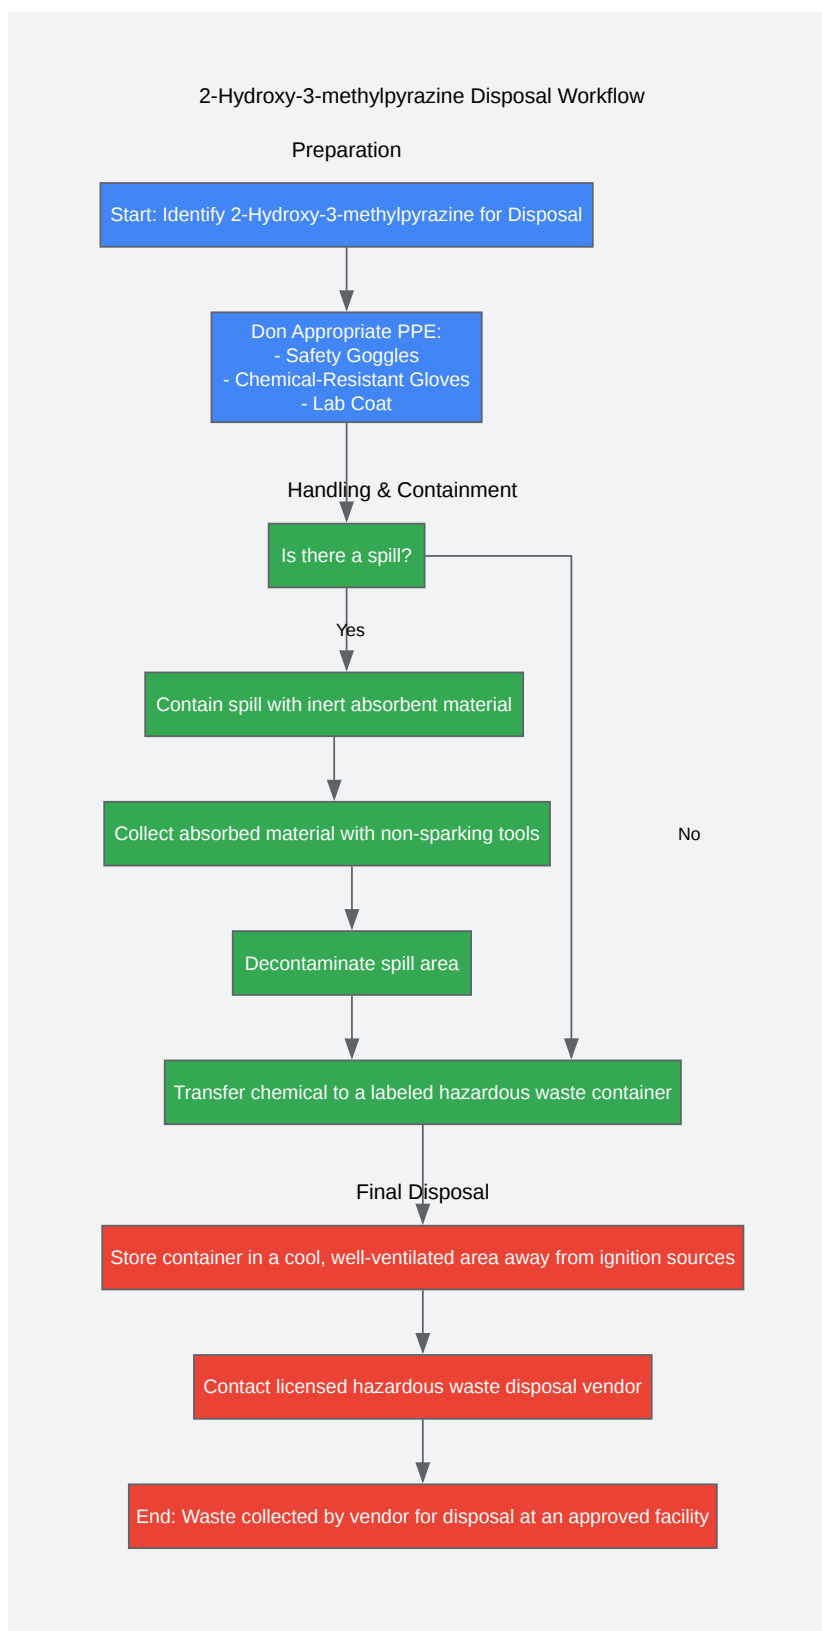 2-Hydroxy-3-methylpyrazine Disposal Workflow
Preparation
Start: Identify 2-Hydroxy-3-methylpyrazine for Disposal
Don Appropriate PPE:
- Safety Goggles
- Chemical-Resistant Gloves
- Lab Coat
Handling & Containment
Is there a spill?
Yes
Contain spill with inert absorbent material
Collect absorbed material with non-sparking tools
No
Decontaminate spill area
Transfer chemical to a labeled hazardous waste container
Final Disposal
Store container in a cool, well-ventilated area away from ignition sources
Contact licensed hazardous waste disposal vendor
End: Waste collected by vendor for disposal at an approved facility